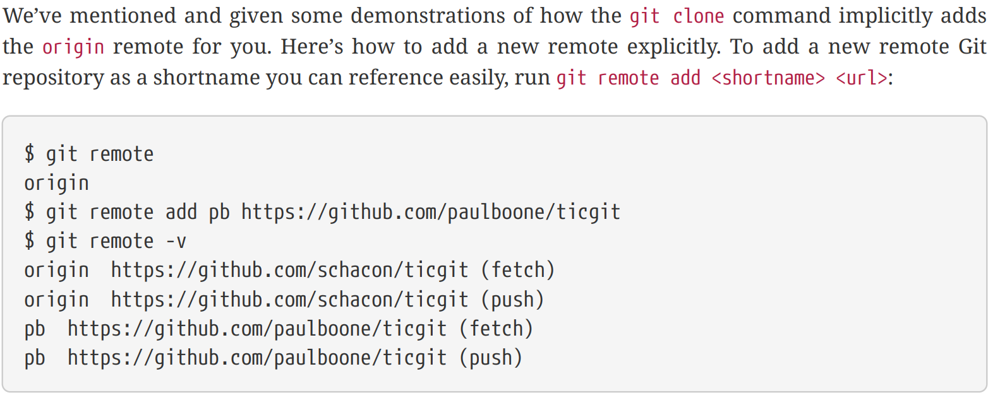 We’ve mentioned and given some demonstrations of how the git clone command implicitly adds
the origin remote for you. Here’s how to add a new remote explicitly. To add a new remote Git
repository as a shortname you can reference easily, run git remote add <shortname> <url>:
$ git remote
origin
$ git remote add pb https://github.com/paulboone/ticgit
$ git remote -v
origin  https://github.com/schacon/ticgit (fetch)
origin  https://github.com/schacon/ticgit (push)
pb  https://github.com/paulboone/ticgit (fetch)
pb  https://github.com/paulboone/ticgit (push)